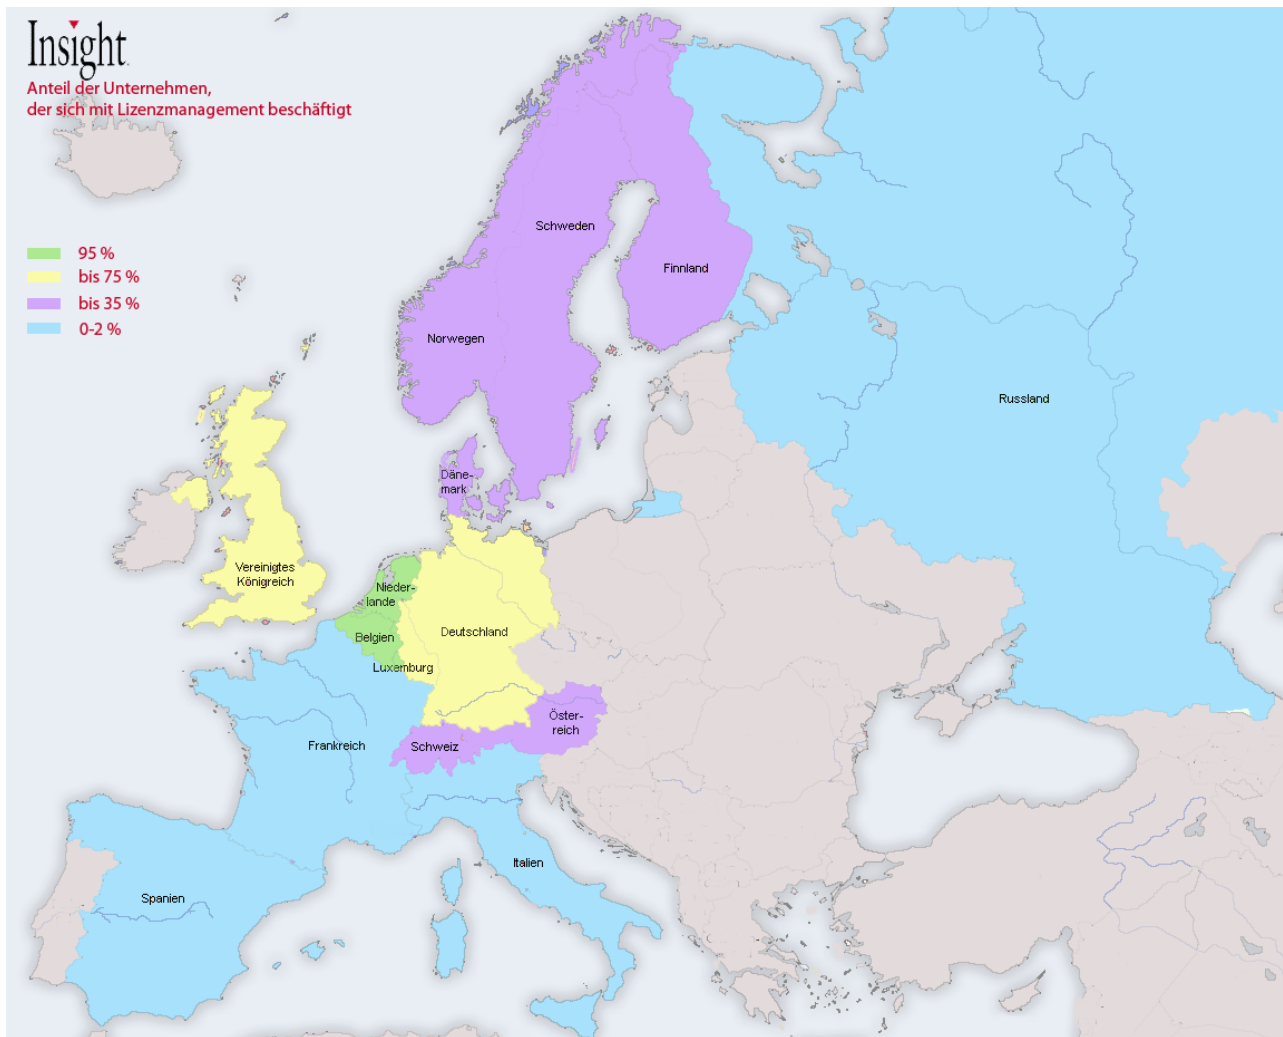 Insight
Anteil der Unternehmen,
der sich mit Lizenzmanagement beschäftigt
95 %
bis 75 %
bis 35 %
0-2 %
Schweden
Finnland
Norwegen
Russland
Däne-
mark
Vereinigtes
Königreich
Nieder-
lande
Belgien
Deutschland
Luxemburg
Öster-
reich
Frankreich
Schweiz
Italien
Spanien